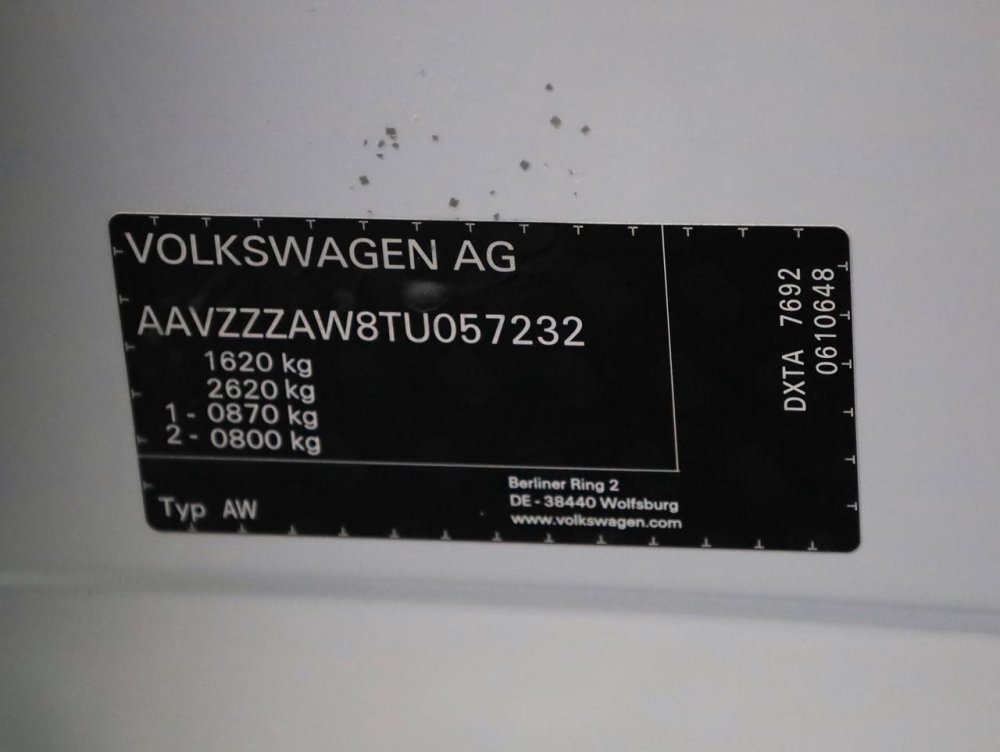 VOLKSWAGEN AG
AAVZZZAW8TU057232
1620 kg
2620 kg
1 - 0870 kg
2 - 0800 kg
Typ AW
Berliner Ring 2
DE - 38440 Wolfsburg
www.volkswagen.com
DXTA 7692
0610648